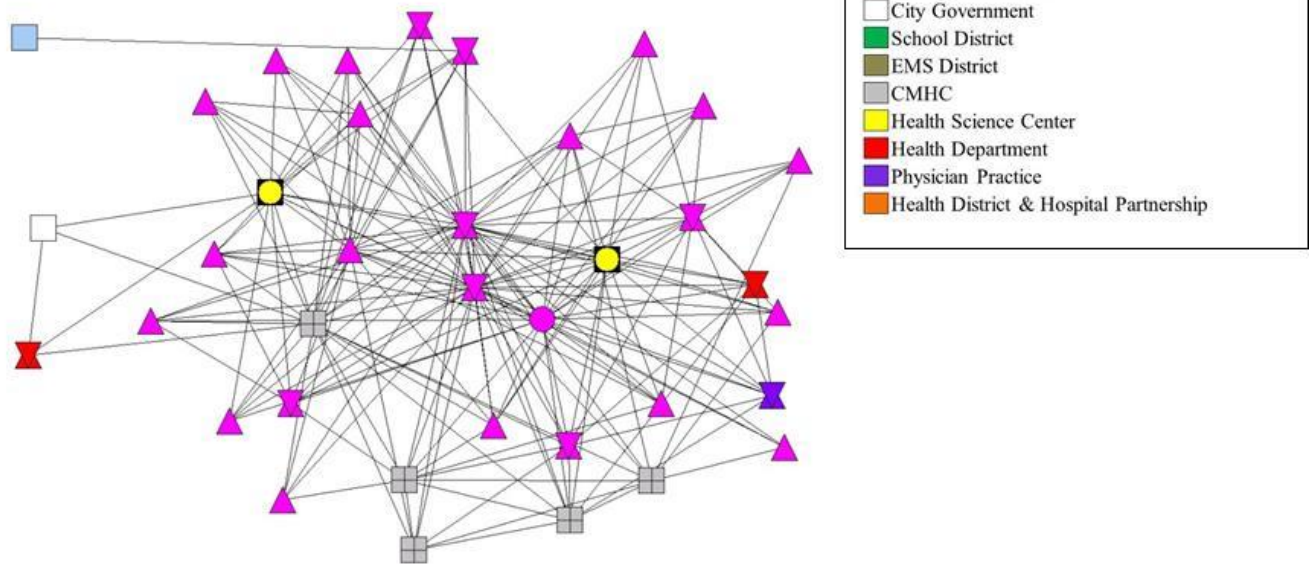 City Government
School District
EMS District
CMHC
Health Science Center
Health Department
Physician Practice
Health District & Hospital Partnership